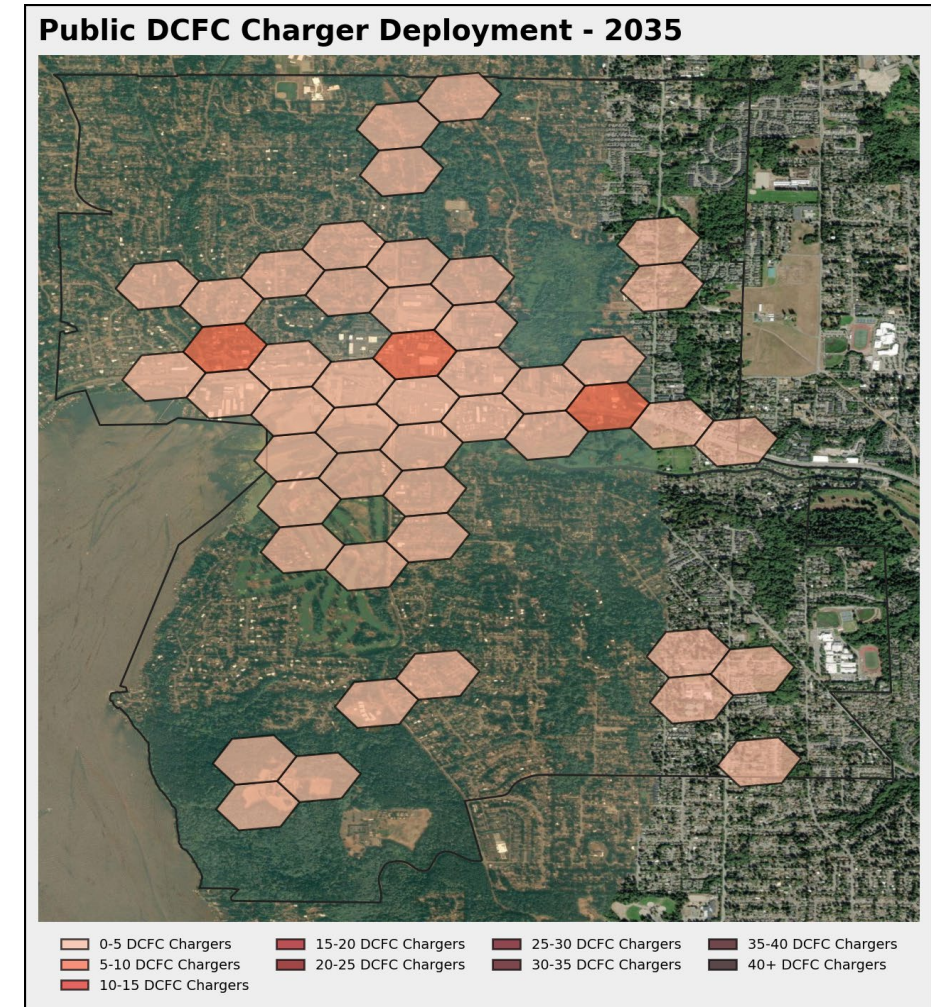 Public DCFC Charger Deployment - 2035
0-5 DCFC Chargers
5-10 DCFC Chargers
10-15 DCFC Chargers
15-20 DCFC Chargers
20-25 DCFC Chargers
25-30 DCFC Chargers
30-35 DCFC Chargers
35-40 DCFC Chargers
40+ DCFC Chargers